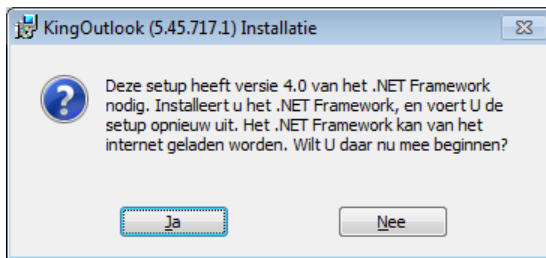 KingOutlook (5.45.717.1) Installatie
Deze setup heeft versie 4.0 van het .NET Framework
nodig. Installeert u het .NET Framework, en voert U de
setup opnieuw uit. Het .NET Framework kan van het
internet geladen worden. Wilt U daar nu mee beginnen?
Ja
Nee